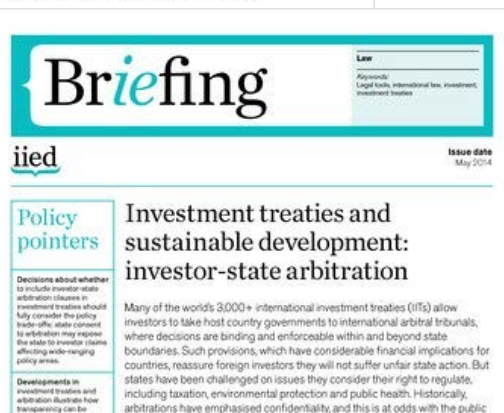 Briefing
Law
Keywords:
Legal tools, international law, investment,
investment treaties
iied
Issue date
May 2014
Policy
pointers
Decisions about whether
to include investor-state
arbitration clauses in
investment treaties should
fully consider the policy
trade-offs: state consent
to arbitration may expose
the state to investor claims
affecting wide-ranging
policy areas.
Developments in
investment treaties and
arbitration illustrate how
transparency can be
Investment treaties and
sustainable development:
investor-state arbitration
Many of the world's 3,000+ international investment treaties (IITs) allow
investors to take host country governments to international arbitral tribunals,
where decisions are binding and enforceable within and beyond state
boundaries. Such provisions, which have considerable financial implications for
countries, reassure foreign investors they will not suffer unfair state action. But
states have been challenged on issues they consider their right to regulate,
including taxation, environmental protection and public health. Historically,
arbitrations have emphasised confidentiality, and this is at odds with the public